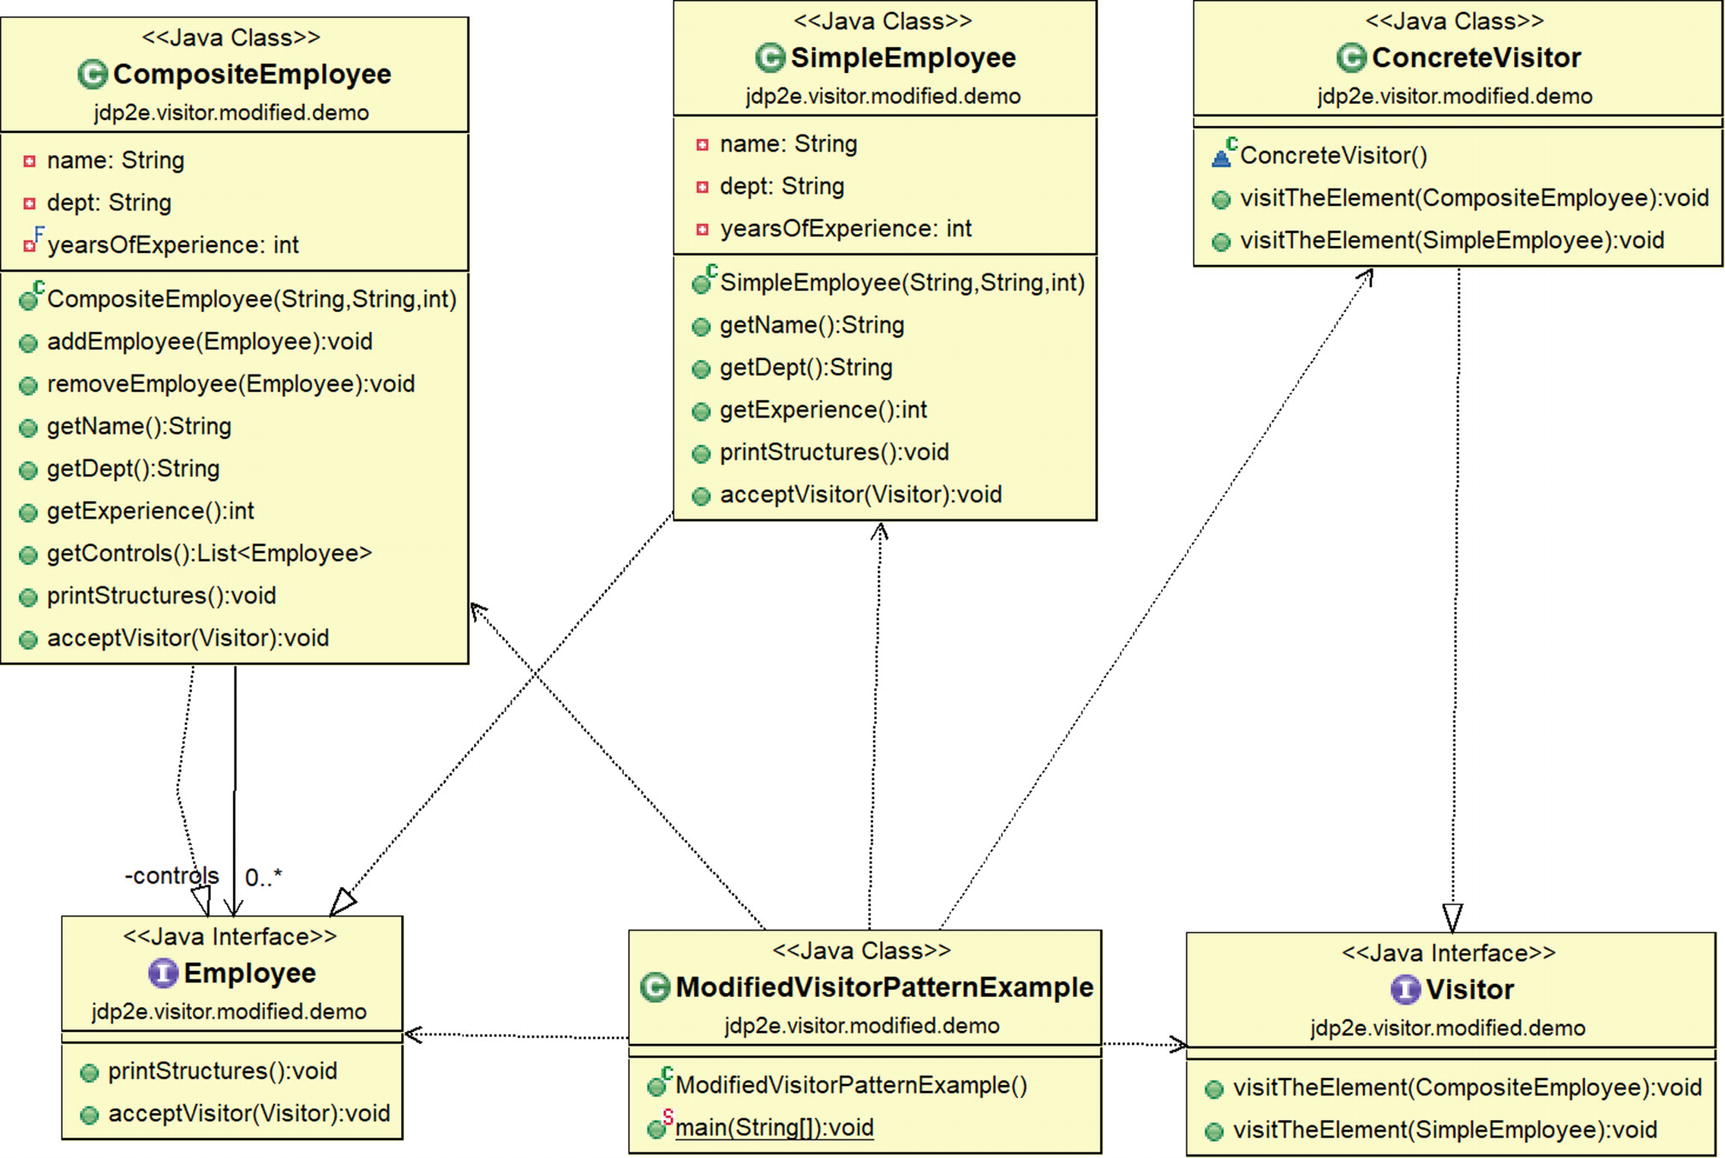 <<Java Class>>
C CompositeEmployee
jdp2e.visitor.modified.demo
name: String
dept: String
F yearsOfExperience: int
C CompositeEmployee(String,String,int)
addEmployee(Employee):void
removeEmployee(Employee):void
getName():String
getDept():String
getExperience():int
getControls():List<Employee>
printStructures():void
acceptVisitor(Visitor):void
<<Java Class>>
C SimpleEmployee
jdp2e.visitor.modified.demo
name: String
dept: String
yearsOfExperience: int
C SimpleEmployee(String,String,int)
getName():String
getDept():String
getExperience():int
printStructures():void
acceptVisitor(Visitor):void
<<Java Class>>
C ConcreteVisitor
jdp2e.visitor.modified.demo
C ConcreteVisitor()
visitTheElement(CompositeEmployee):void
visitTheElement(SimpleEmployee):void
-controls 0..*
<<Java Interface>>
I Employee
jdp2e.visitor.modified.demo
printStructures():void
acceptVisitor(Visitor):void
<<Java Class>>
C ModifiedVisitorPatternExample
jdp2e.visitor.modified.demo
C ModifiedVisitorPatternExample()
S main(String[]):void
<<Java Interface>>
I Visitor
jdp2e.visitor.modified.demo
visitTheElement(CompositeEmployee):void
visitTheElement(SimpleEmployee):void